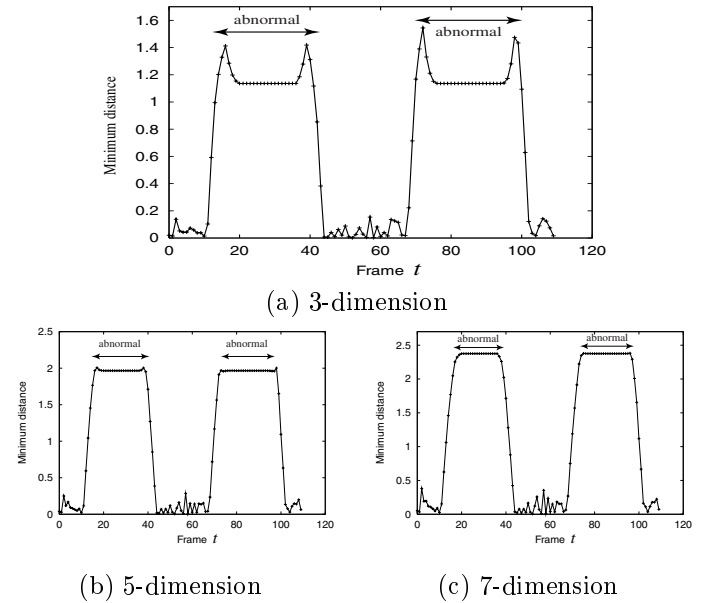 1.6
1.4
1.2
1
0.8
0.6
0.4
0.2
0
Minimum distance
abnormal
abnormal
0 20 40 60 80 100 120
Frame t
(a) 3-dimension
2.5
2
1.5
1
0.5
0
Minimum distance
abnormal
abnormal
0 20 40 60 80 100 120
Frame t
(b) 5-dimension
2.5
2
1.5
1
0.5
0
Minimum distance
abnormal
abnormal
0 20 40 60 80 100 120
Frame t
(c) 7-dimension